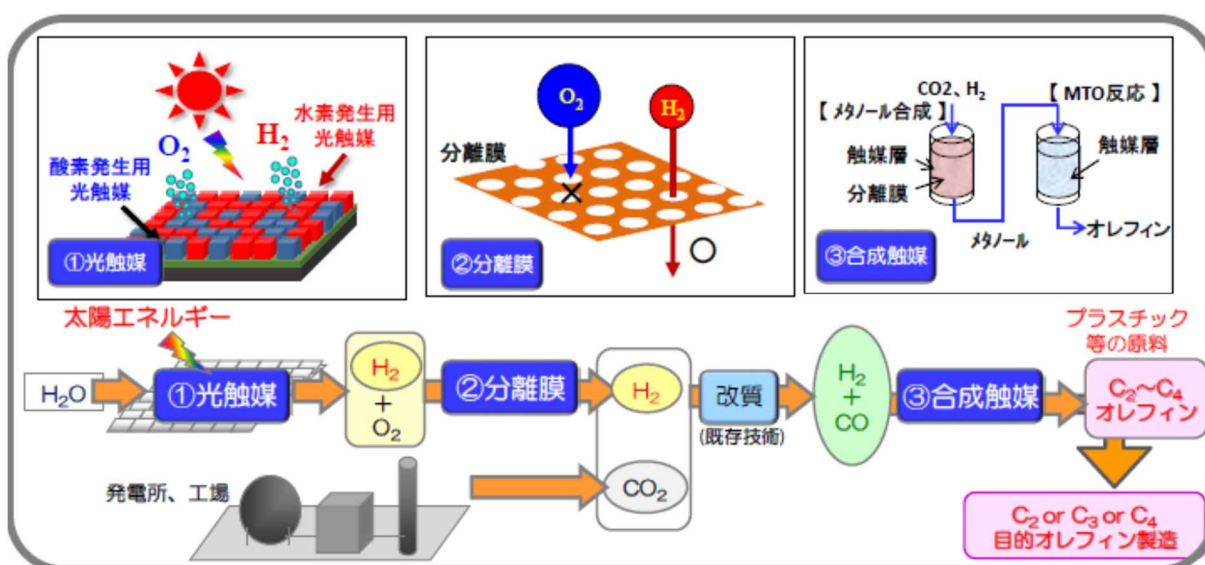 O₂
H₂
水素発生用
光触媒
酸素発生用
光触媒
①光触媒
O₂
H₂
分離膜
×
○
②分離膜
CO2、H₂
【 ﾒﾀﾉｰﾙ合成 】
【 MTO反応 】
触媒層
分離膜
触媒層
ﾒﾀﾉｰﾙ
オレフィン
③合成触媒
太陽エネルギー
H₂O
①光触媒
H₂
+
O₂
②分離膜
H₂
改質
(既存技術)
H₂
+
CO
③合成触媒
プラスチック
等の原料
C₂～C₄
オレフィン
発電所、工場
CO₂
C₂ or C₃ or C₄
目的オレフィン製造